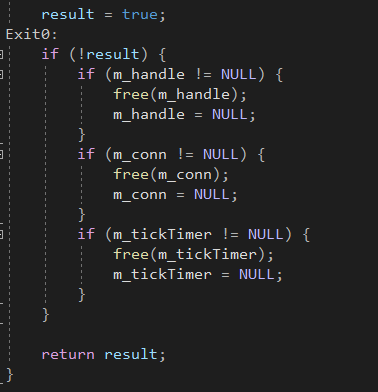 result = true;
Exit0:
if (!result) {
if (m_handle != NULL) {
free(m_handle);
m_handle = NULL;
}
if (m_conn != NULL) {
free(m_conn);
m_conn = NULL;
}
if (m_tickTimer != NULL) {
free(m_tickTimer);
m_tickTimer = NULL;
}
}
return result;
}